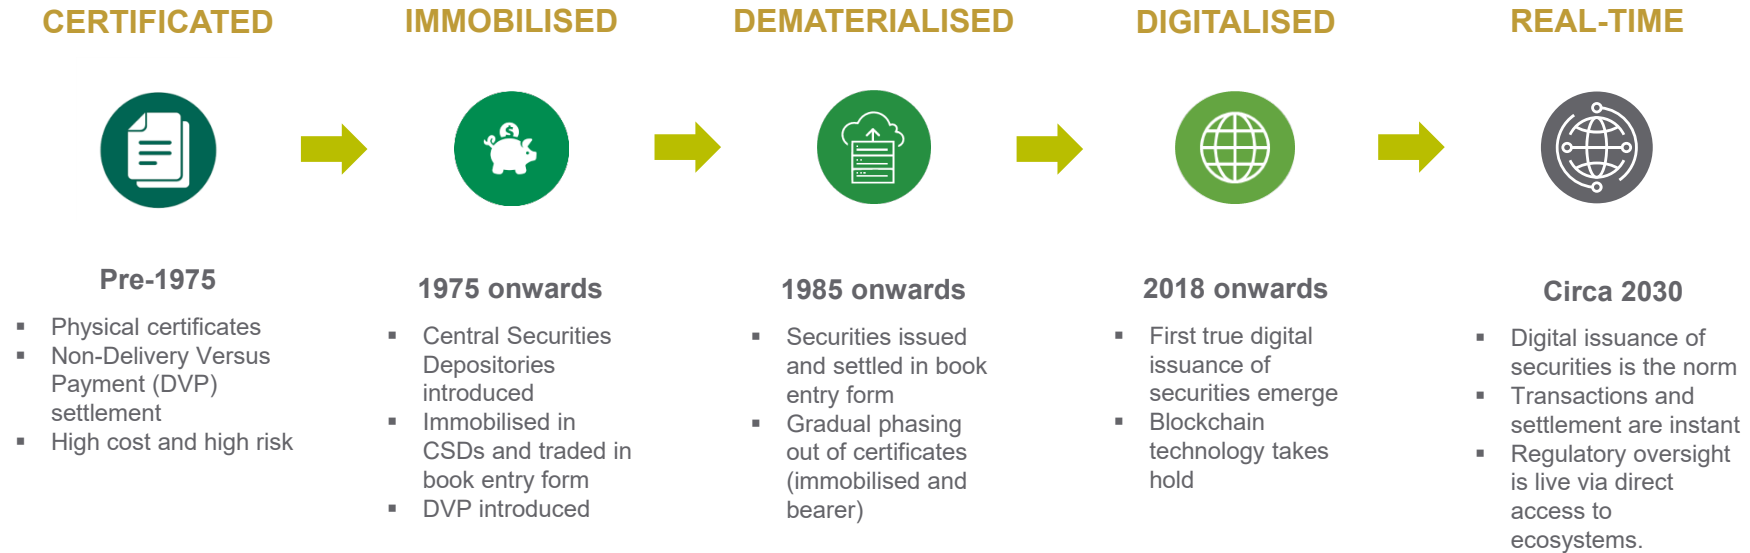 CERTIFICATED
IMMOBILISED
DEMATERIALISED
DIGITALISED
REAL-TIME
$
Pre-1975
▪ Physical certificates
▪ Non-Delivery Versus
Payment (DVP)
settlement
▪ High cost and high risk
1975 onwards
▪ Central Securities
Depositories
introduced
▪ Immobilised in
CSDs and traded in
book entry form
▪ DVP introduced
1985 onwards
▪ Securities issued
and settled in book
entry form
▪ Gradual phasing
out of certificates
(immobilised and
bearer)
2018 onwards
▪ First true digital
issuance of
securities emerge
▪ Blockchain
technology takes
hold
Circa 2030
▪ Digital issuance of
securities is the norm
▪ Transactions and
settlement are instant
▪ Regulatory oversight
is live via direct
access to
ecosystems.